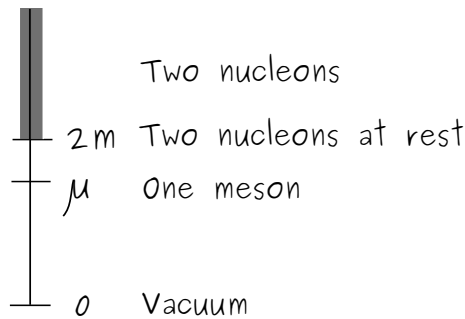 Two nucleons
2m Two nucleons at rest
μ One meson
0 Vacuum